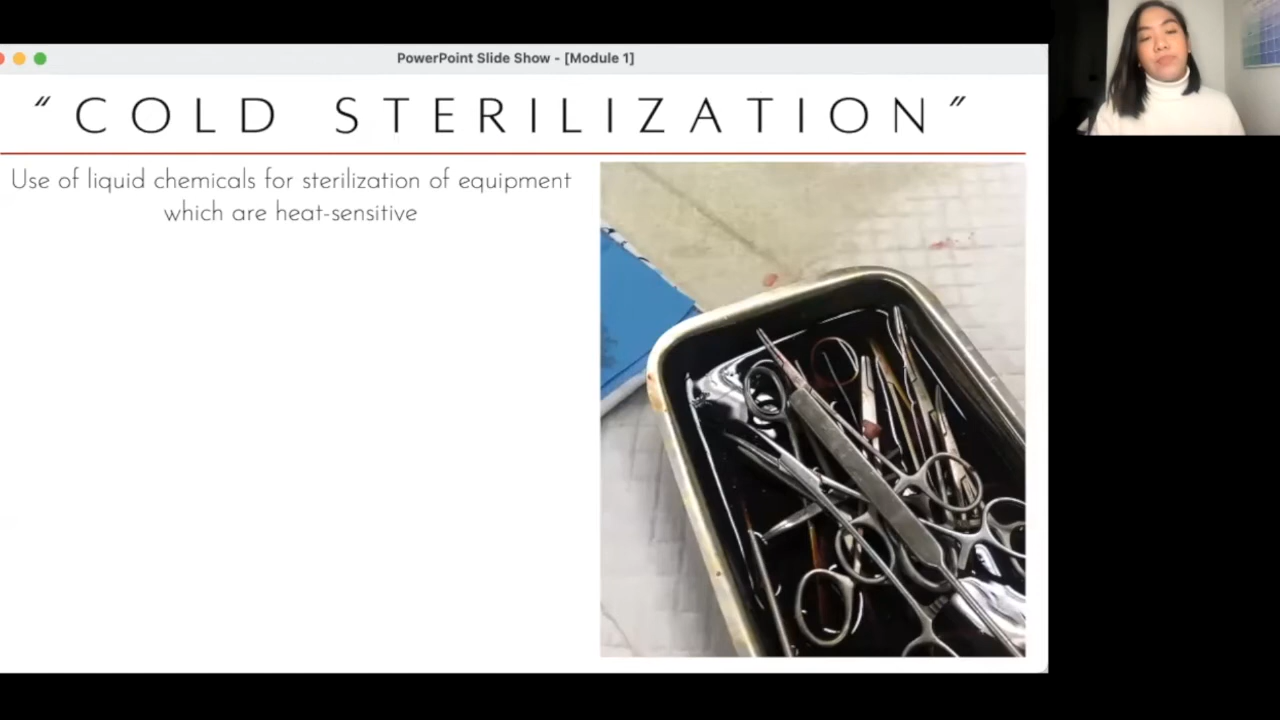 PowerPoint Slide Show - [Module 1]
“COLD STERILIZATION”
Use of liquid chemicals for sterilization of equipment
which are heat-sensitive